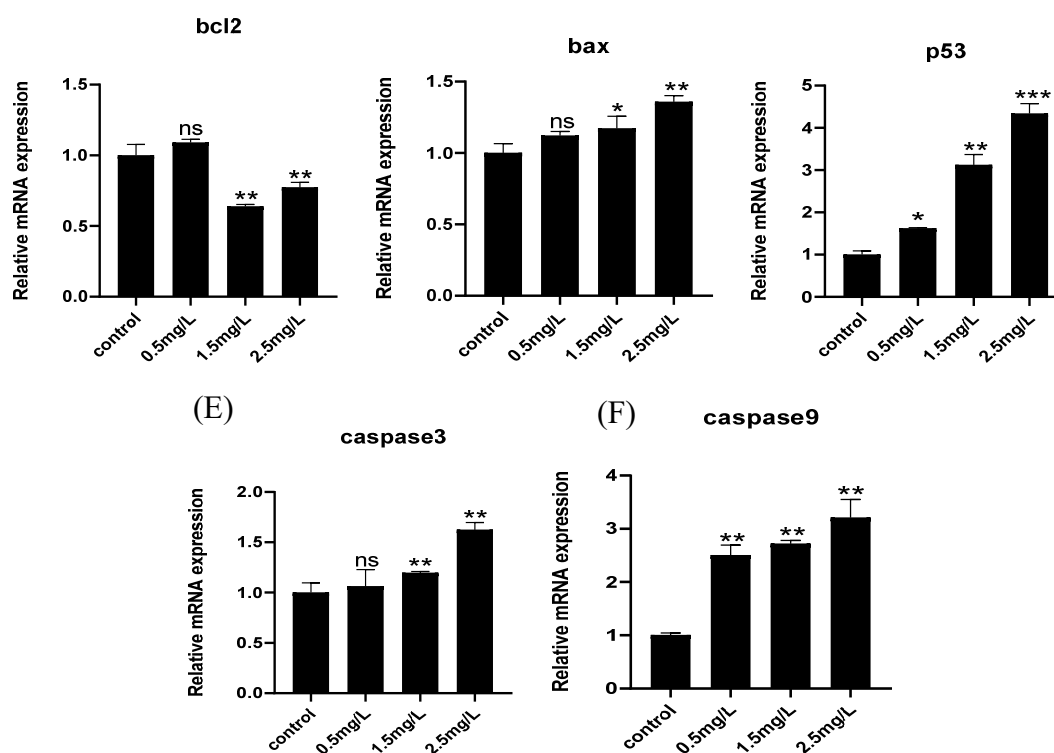 bcl2
Relative mRNA expression
1.5
1.0
0.5
0.0
ns
**
**
control
0.5mg/L
1.5mg/L
2.5mg/L
bax
Relative mRNA expression
1.5
1.0
0.5
0.0
ns
*
**
control
0.5mg/L
1.5mg/L
2.5mg/L
p53
Relative mRNA expression
5
4
3
2
1
0
*
**
***
control
0.5mg/L
1.5mg/L
2.5mg/L
(E)
caspase3
Relative mRNA expression
2.0
1.5
1.0
0.5
0.0
ns
**
**
control
0.5mg/L
1.5mg/L
2.5mg/L
(F)
caspase9
Relative mRNA expression
4
3
2
1
0
**
**
**
control
0.5mg/L
1.5mg/L
2.5mg/L